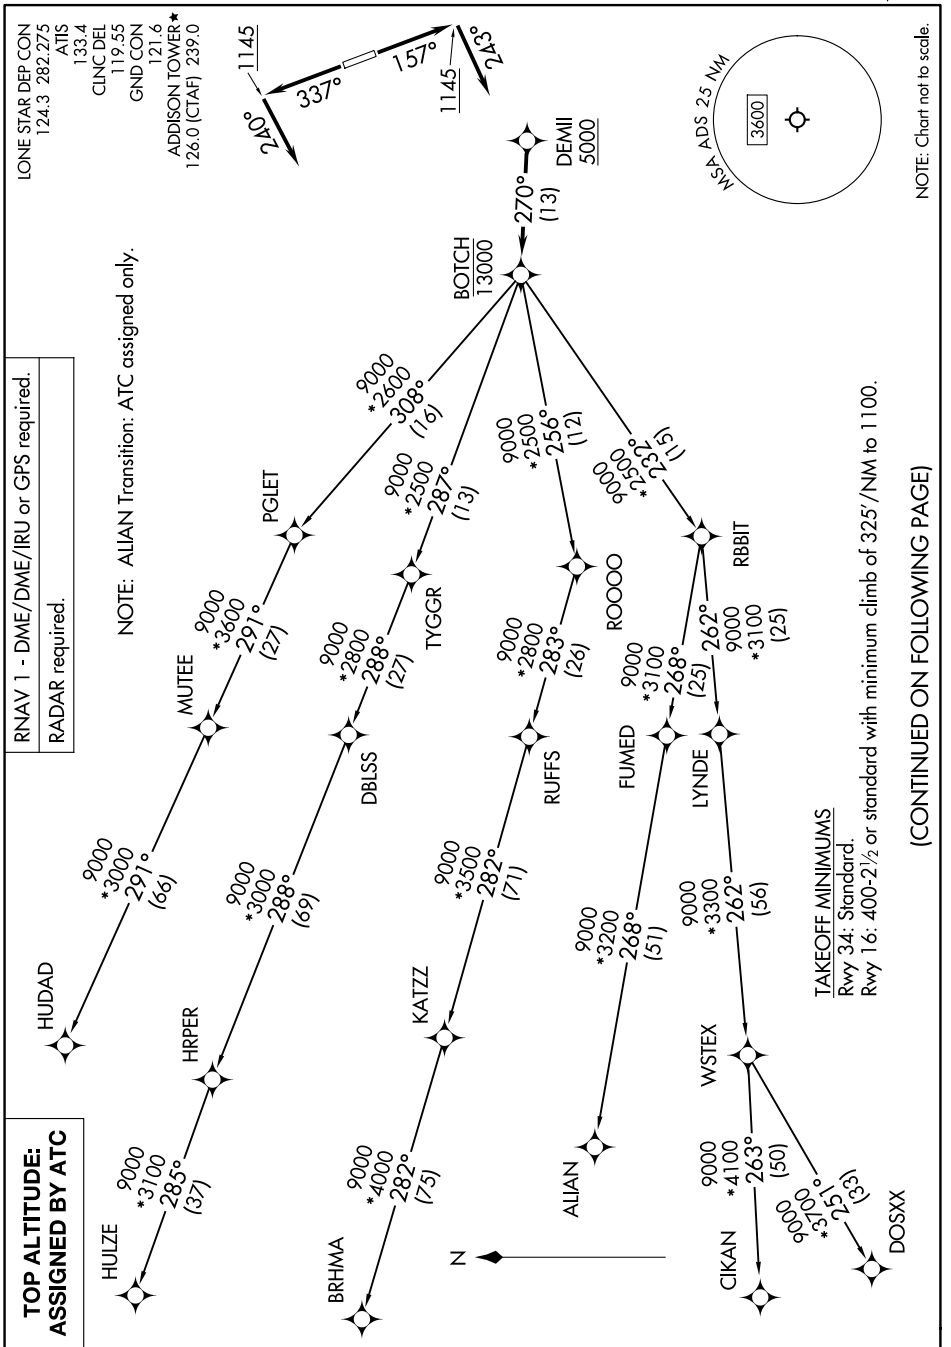 TOP ALTITUDE:
ASSIGNED BY ATC
RNAV 1 - DME/DME/IRU or GPS required.
RADAR required.
NOTE: ALIAN Transition: ATC assigned only.
LONE STAR DEP CON
124.3 282.275
ATIS
133.4
CLNC DEL
119.55
GND CON
121.6
ADDISON TOWER★
126.0 (CTAF) 239.0
1145
240°
337°
157°
1145
243°
HULZE
9000
*3100
285°
(37)
HRPER
9000
*3000
288°
(69)
DBLSS
9000
*2800
288°
(27)
TYGGR
9000
*2500
287°
(13)
HUDAD
9000
*3000
291°
(66)
MUTEE
9000
*3600
291°
(27)
PGLET
9000
*2600
308°
(16)
BOTCH
13000
270°
(13)
DEMII
5000
BRHMA
9000
*4000
282°
(75)
KATZZ
9000
*3500
282°
(71)
RUFFS
9000
*2800
283°
(26)
ROOOO
9000
*2500
256°
(12)
ALIAN
9000
*3200
268°
(51)
FUMED
9000
*3100
268°
(25)
RBBIT
9000
*2500
232°
(15)
CIKAN
9000
*4100
263°
(50)
WSTEX
9000
*3300
262°
(56)
LYNDE
262°
9000
*3100
(25)
DOSXX
9000
*3700
251°
(33)
N
MSA ADS 25 NM
3600
TAKEOFF MINIMUMS
Rwy 34: Standard.
Rwy 16: 400-2½ or standard with minimum climb of 325'/NM to 1100.
(CONTINUED ON FOLLOWING PAGE)
NOTE: Chart not to scale.